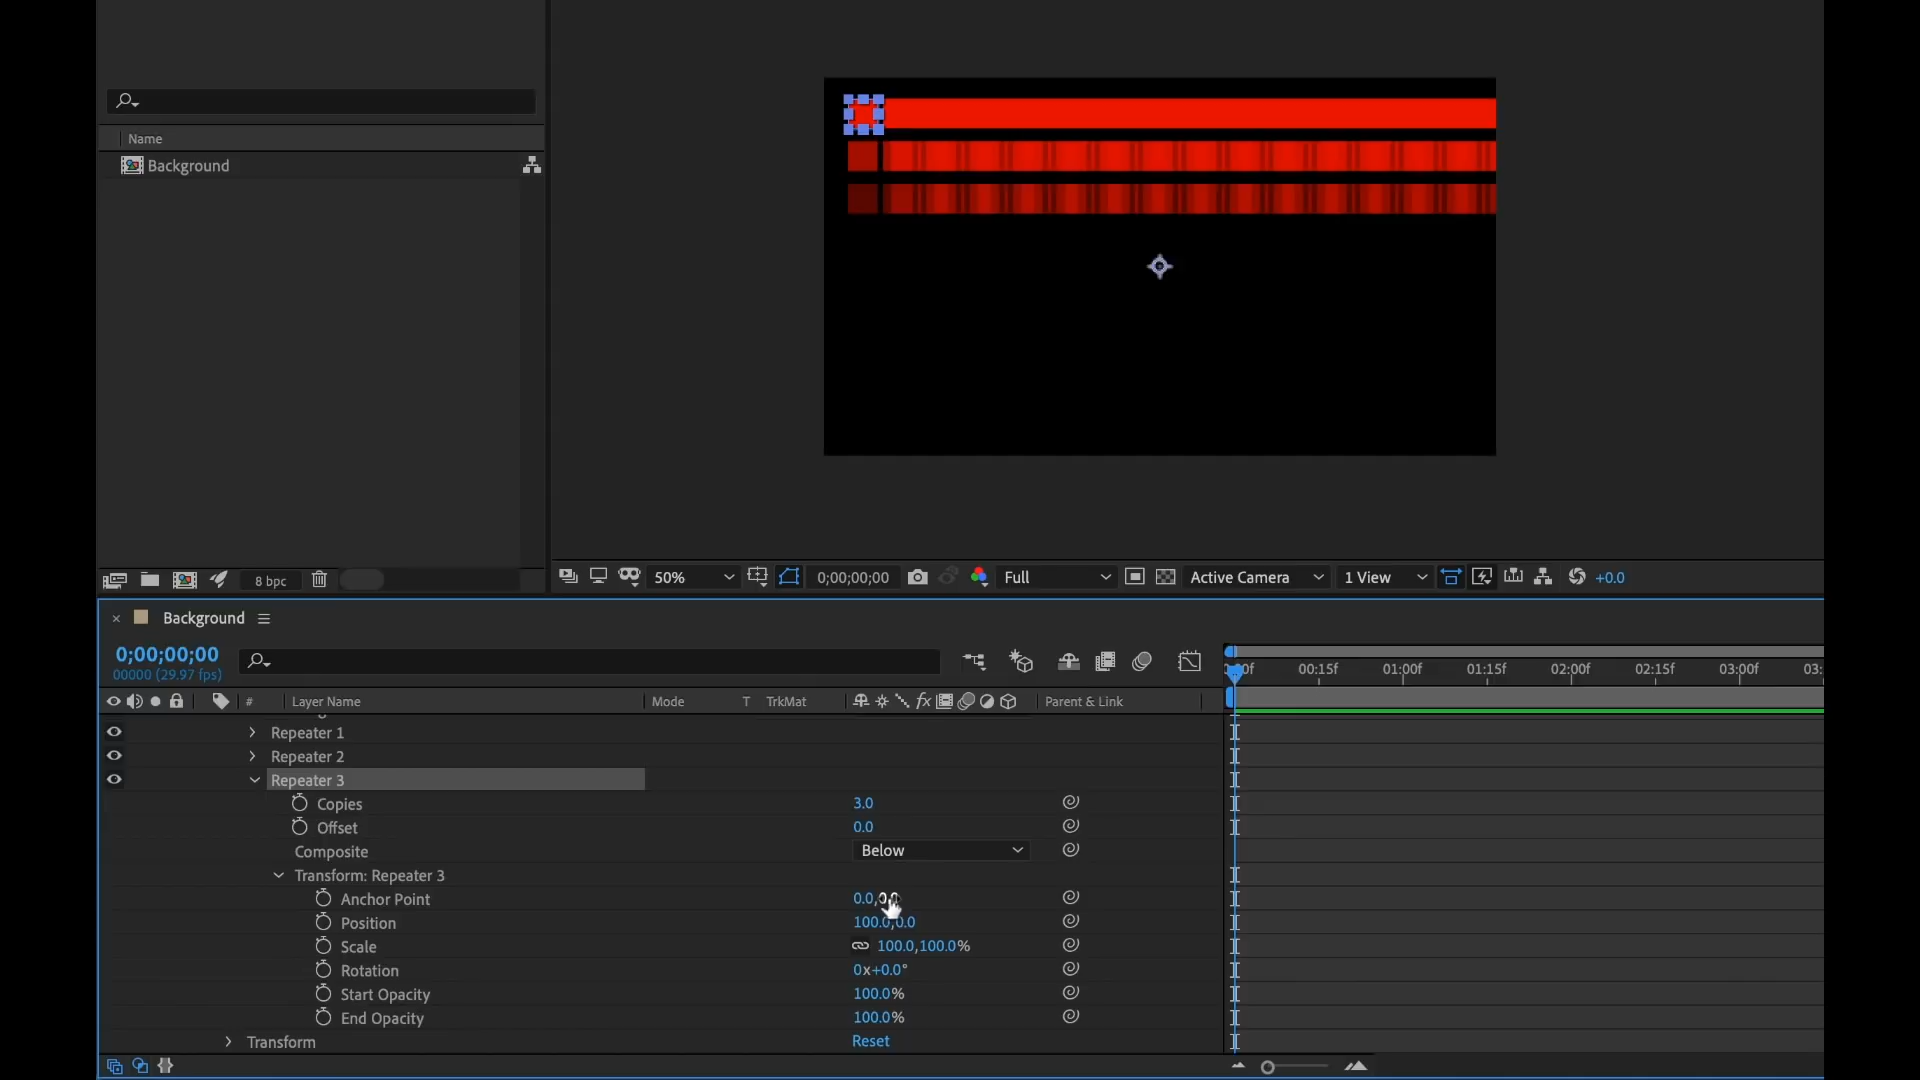 Name
Background
8 bpc
50%
0;00;00;00
Full
Active Camera
1 View
+0.0
Background
0;00;00;00
00000 (29.97 fps)
00:15f
01:00f
01:15f
02:00f
02:15f
03:00f
03:
#
Layer Name
Mode
T
TrkMat
fx
Parent & Link
Repeater 1
Repeater 2
Repeater 3
Copies
3.0
Offset
0.0
Composite
Below
Transform: Repeater 3
Anchor Point
0.0,
Position
100.0,0.0
Scale
100.0,100.0%
Rotation
0x+0.0°
Start Opacity
100.0%
End Opacity
100.0%
Transform
Reset